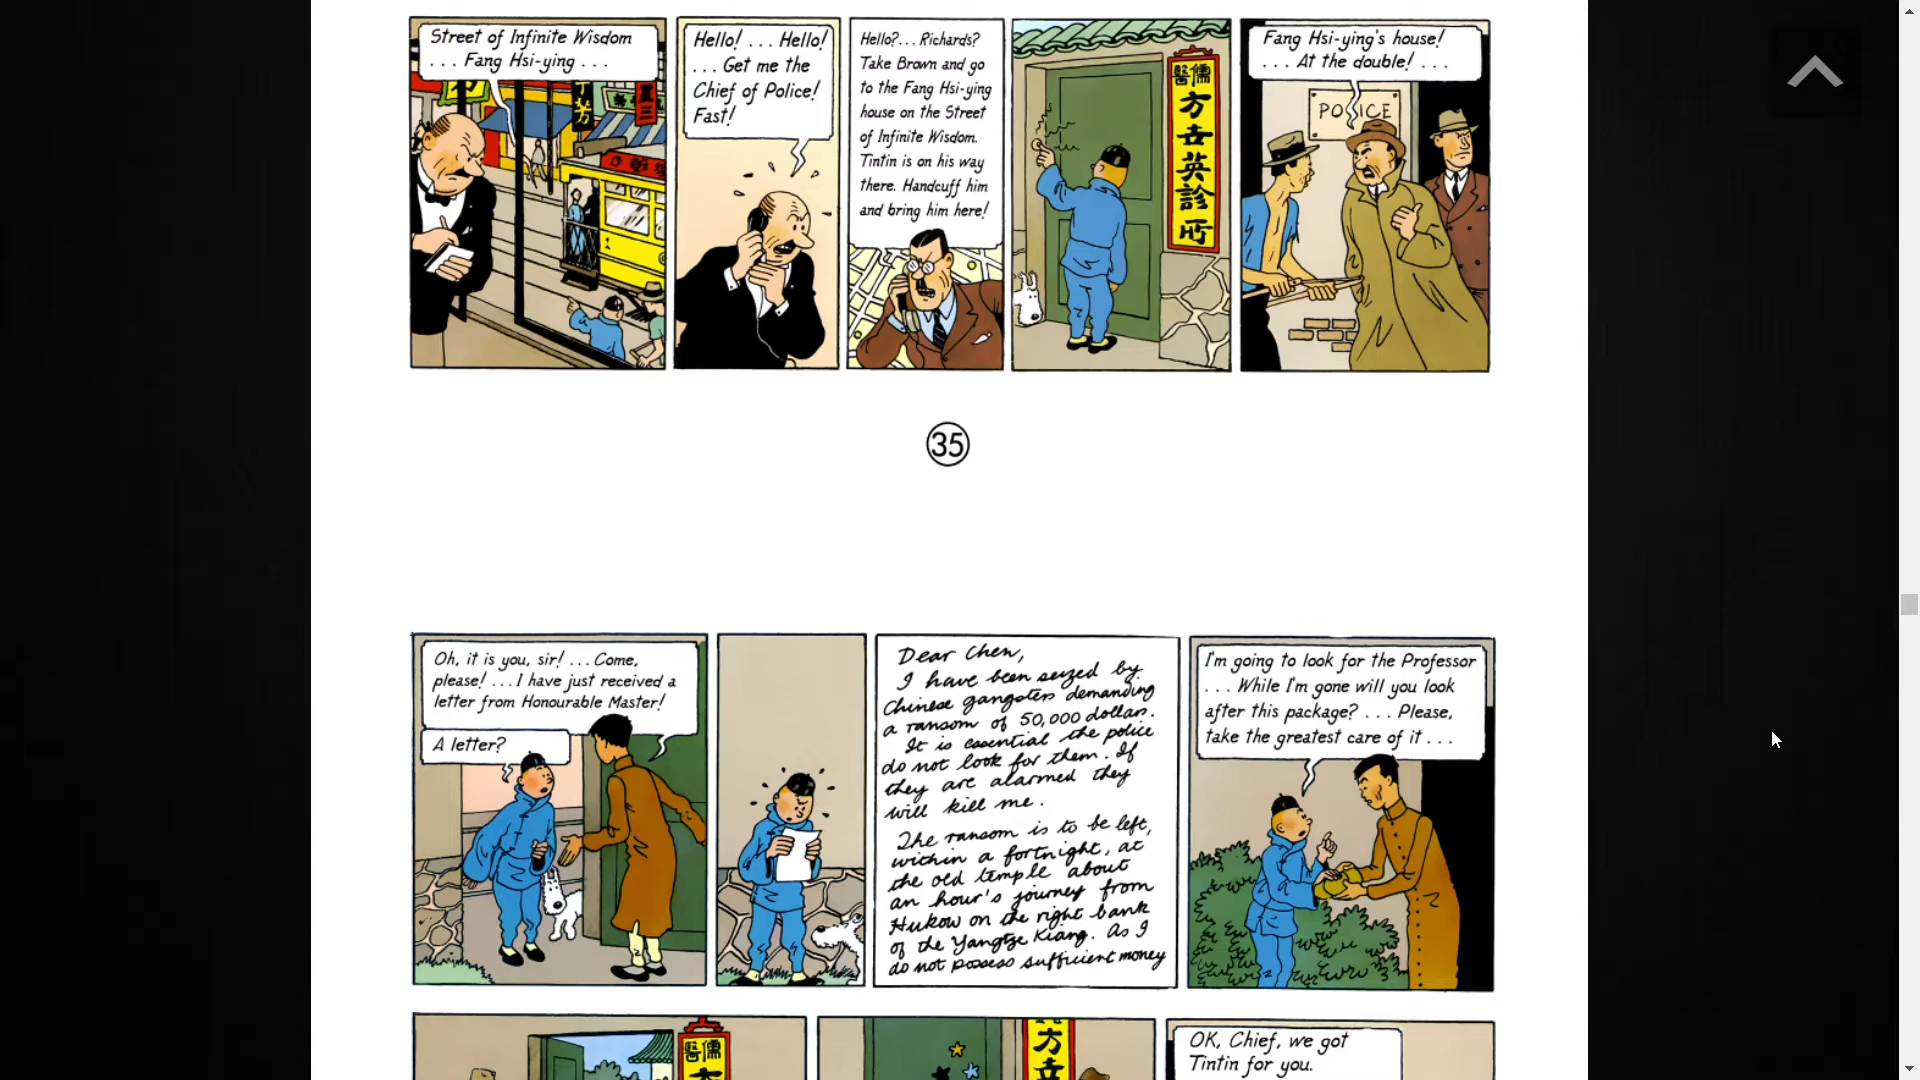 Street of Infinite Wisdom
. . . Fang Hsi-ying . . .
Hello! . . . Hello!
. . . Get me the
Chief of Police!
Fast!
Hello?... Richards?
Take Brown and go
to the Fang Hsi-ying
house on the Street
of Infinite Wisdom.
Tintin is on his way
there. Handcuff him
and bring him here!
醫儒
方
英
診
所
Fang Hsi-ying's house!
. . . At the double! . . .
POLICE
35
Oh, it is you, sir! . . . Come,
please! . . . I have just received a
letter from Honourable Master!
A letter?
Dear Chen,
I have been seized by
Chinese gangsters demanding
a ransom of 50,000 dollars.
It is essential the police
do not look for them. If
they are alarmed they
will kill me.
The ransom is to be left,
within a fortnight, at
the old temple about
an hour's journey from
Hukow on the right bank
of the Yangtze Kiang. As I
do not possess sufficient money
I'm going to look for the Professor
. . . While I'm gone will you look
after this package? . . . Please,
take the greatest care of it . . .
醫儒
方
OK, Chief, we got
Tintin for you.